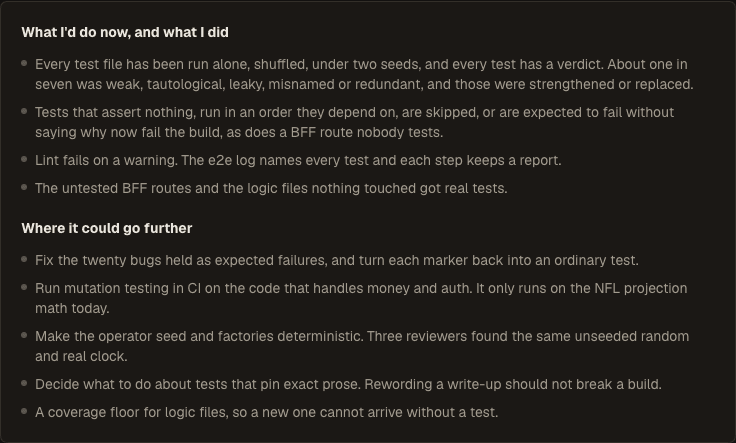 What I'd do now, and what I did
Every test file has been run alone, shuffled, under two seeds, and every test has a verdict. About one in
seven was weak, tautological, leaky, misnamed or redundant, and those were strengthened or replaced.
Tests that assert nothing, run in an order they depend on, are skipped, or are expected to fail without
saying why now fail the build, as does a BFF route nobody tests.
Lint fails on a warning. The e2e log names every test and each step keeps a report.
The untested BFF routes and the logic files nothing touched got real tests.
Where it could go further
Fix the twenty bugs held as expected failures, and turn each marker back into an ordinary test.
Run mutation testing in CI on the code that handles money and auth. It only runs on the NFL projection
math today.
Make the operator seed and factories deterministic. Three reviewers found the same unseeded random
and real clock.
Decide what to do about tests that pin exact prose. Rewording a write-up should not break a build.
A coverage floor for logic files, so a new one cannot arrive without a test.